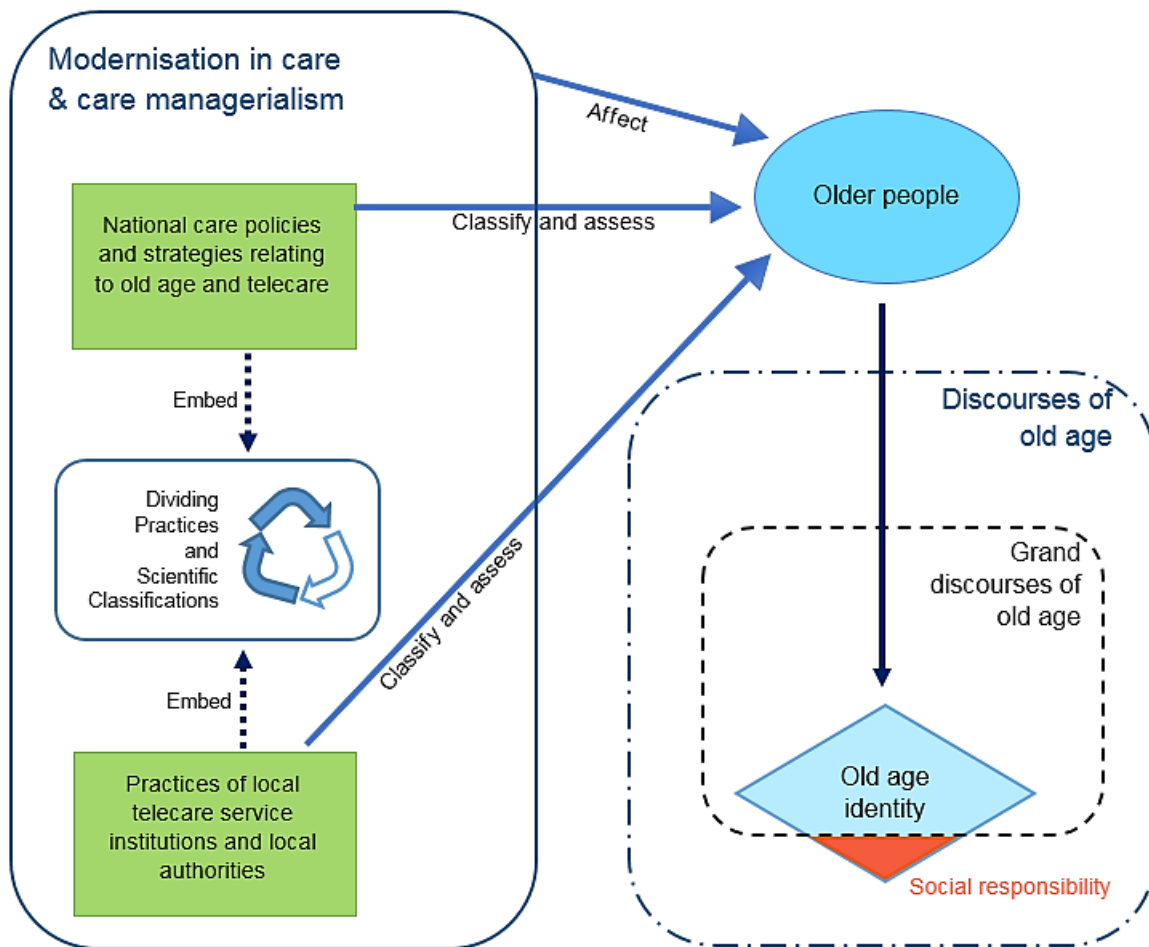 Modernisation in care
& care managerialism
National care policies
and strategies relating
to old age and telecare
Embed
Dividing
Practices
and
Scientific
Classifications
Embed
Practices of local
telecare service
institutions and local
authorities
Affect
Classify and assess
Classify and assess
Older people
Discourses of
old age
Grand
discourses of
old age
Old age
identity
Social responsibility